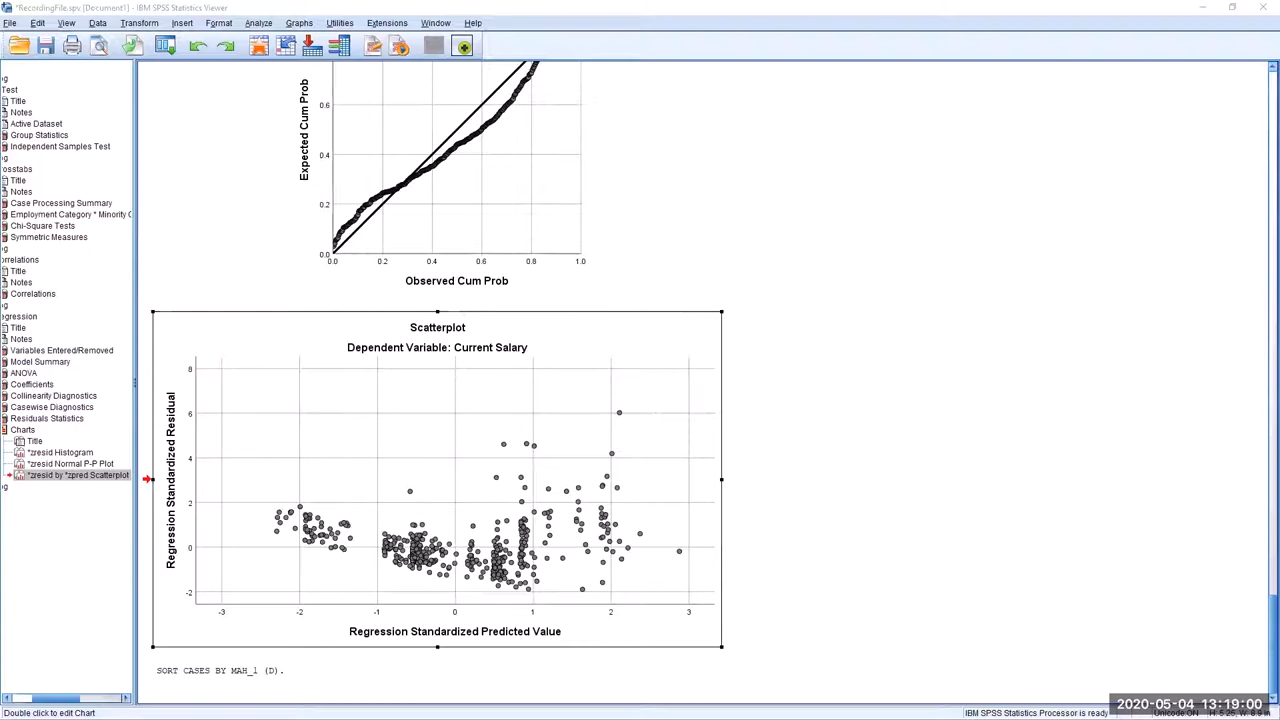 *RecordingFile.spv [Document1] - IBM SPSS Statistics Viewer
File Edit View Data Transform Insert Format Analyze Graphs Utilities Extensions Window Help
Test
Title
Notes
Active Dataset
Group Statistics
Independent Samples Test
rosstabs
Title
Notes
Case Processing Summary
Employment Category * Minority C
Chi-Square Tests
Symmetric Measures
orrelations
Title
Notes
Correlations
egression
Title
Notes
Variables Entered/Removed
Model Summary
ANOVA
Coefficients
Collinearity Diagnostics
Casewise Diagnostics
Residuals Statistics
Charts
Title
*zresid Histogram
*zresid Normal P-P Plot
*zresid by *zpred Scatterplot
Expected Cum Prob
0.6
0.4
0.2
0.0
0.0 0.2 0.4 0.6 0.8 1.0
Observed Cum Prob
Scatterplot
Dependent Variable: Current Salary
Regression Standardized Residual
8
6
4
2
0
-2
-3 -2 -1 0 1 2 3
Regression Standardized Predicted Value
SORT CASES BY MAH_1 (D).
2020-05-04 13:19:00
Double click to edit Chart
IBM SPSS Statistics Processor is ready